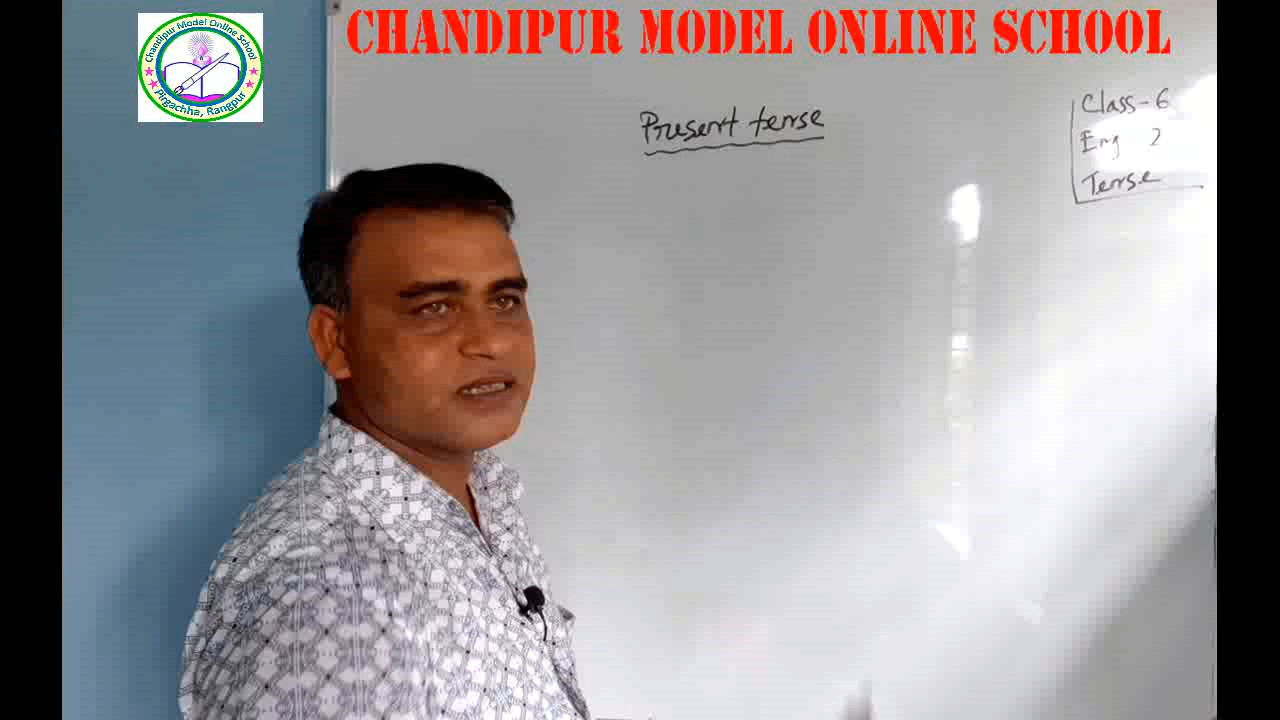 Chandipur Model Online School
Pirgachha, Rangpur
CHANDIPUR MODEL ONLINE SCHOOL
Present tense
Class-6
Eng 2
Tense